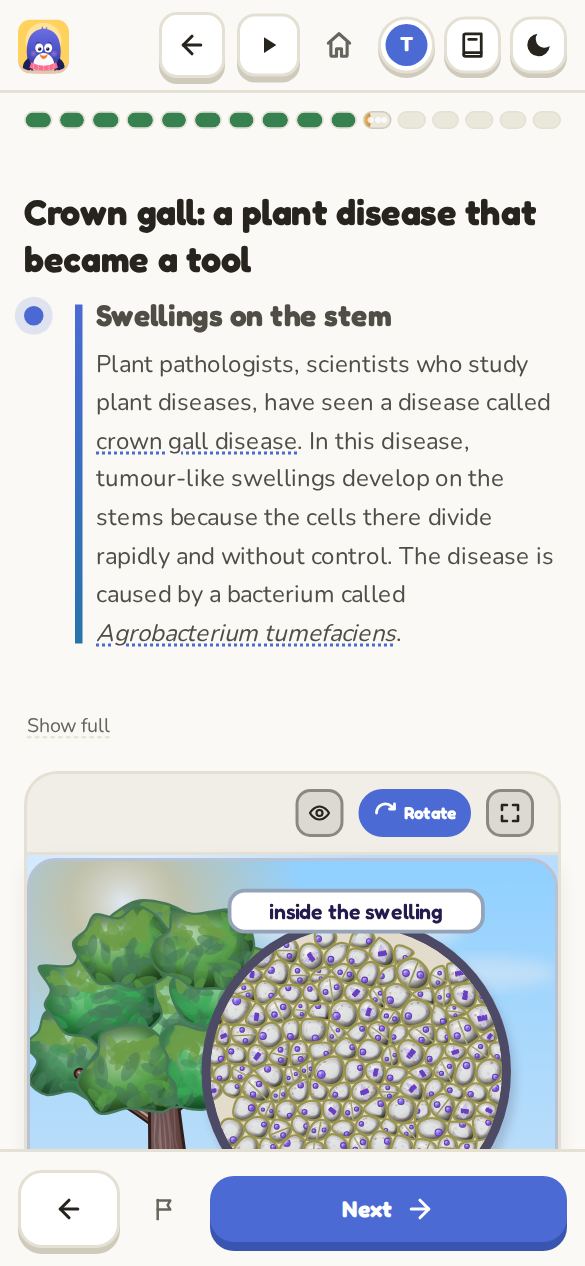 T
Crown gall: a plant disease that
became a tool
Swellings on the stem
Plant pathologists, scientists who study
plant diseases, have seen a disease called
crown gall disease. In this disease,
tumour-like swellings develop on the
stems because the cells there divide
rapidly and without control. The disease is
caused by a bacterium called
Agrobacterium tumefaciens.
Show full
Rotate
inside the swelling
Next